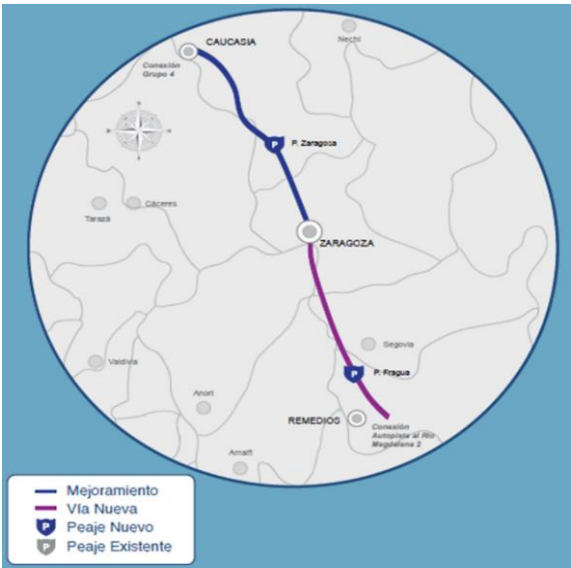 CAUCASIA
Nechí
Conexión
Grupo 4
P. Zaragoza
Cáceres
Tarazá
ZARAGOZA
Segovia
Valdivia
P. Fragua
Anorí
REMEDIOS
Conexión
Autopista al Río
Magdalena 2
Amalfi
Mejoramiento
Vía Nueva
P Peaje Nuevo
P Peaje Existente